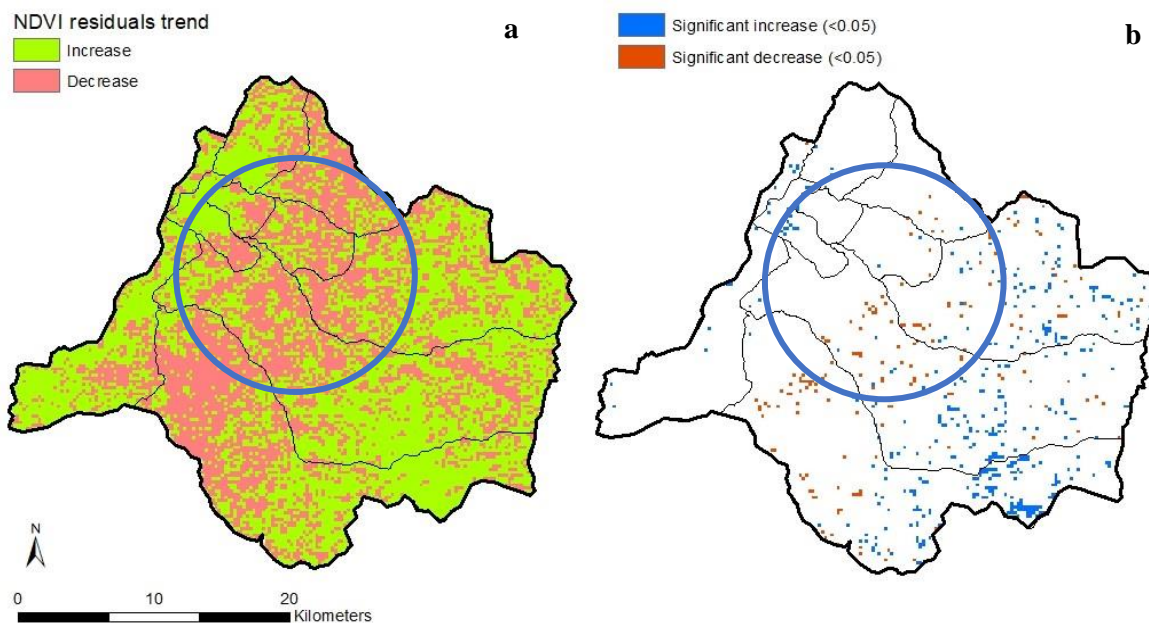 NDVI residuals trend
Increase
Decrease
a
Significant increase (<0.05)
Significant decrease (<0.05)
b
N
0 10 20
Kilometers